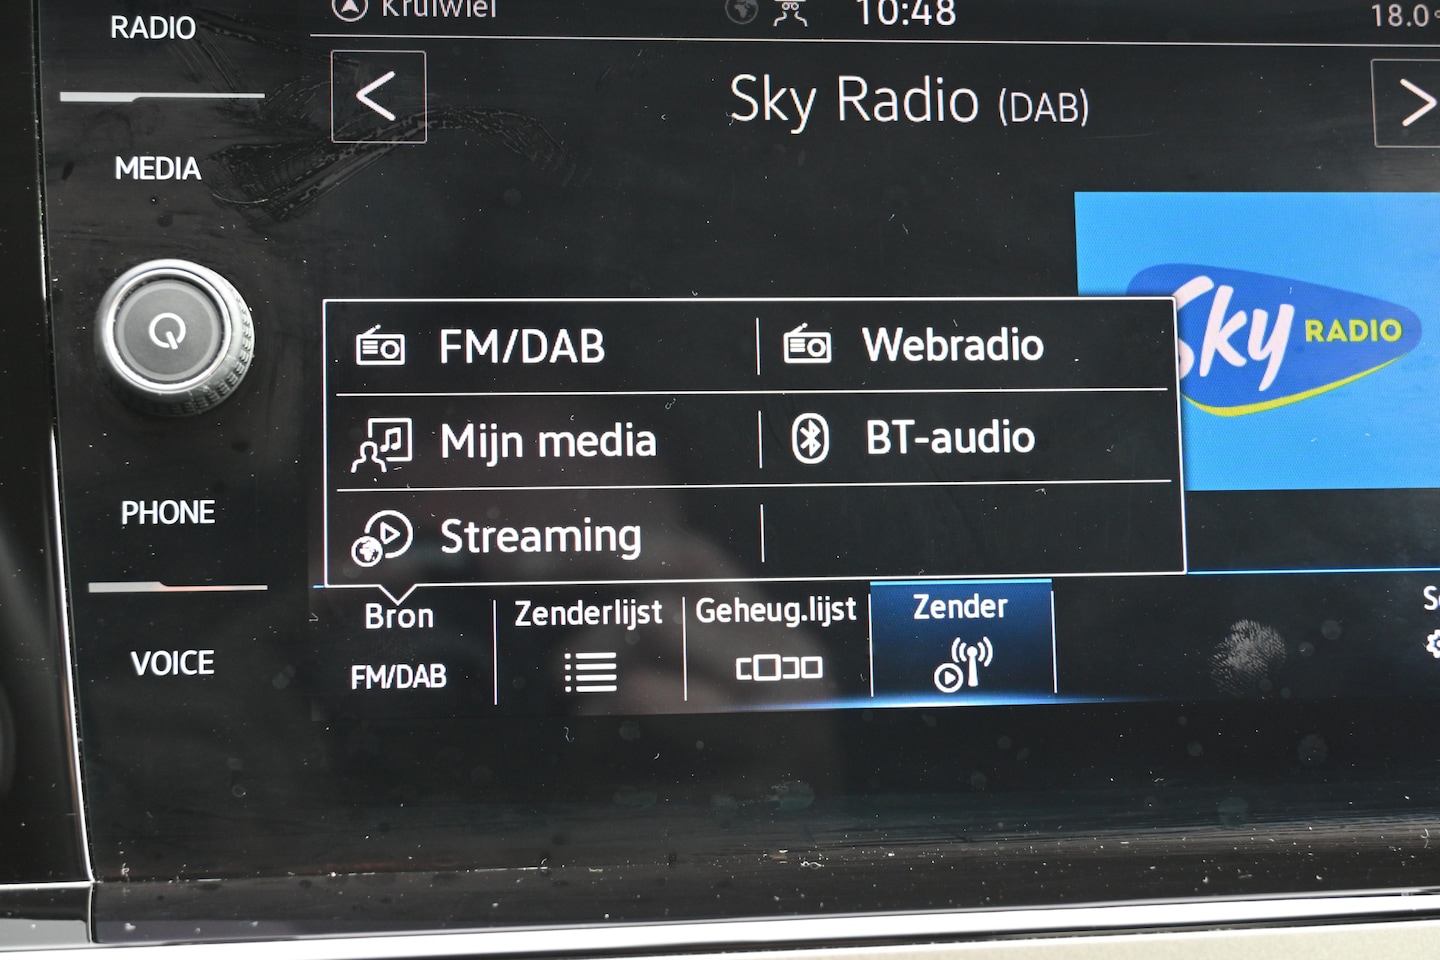 RADIO
MEDIA
PHONE
VOICE
Kruiwiel
10:48
18.0
Sky Radio (DAB)
Sky RADIO
FM/DAB
Webradio
Mijn media
BT-audio
Streaming
Bron
FM/DAB
Zenderlijst
Geheug.lijst
Zender